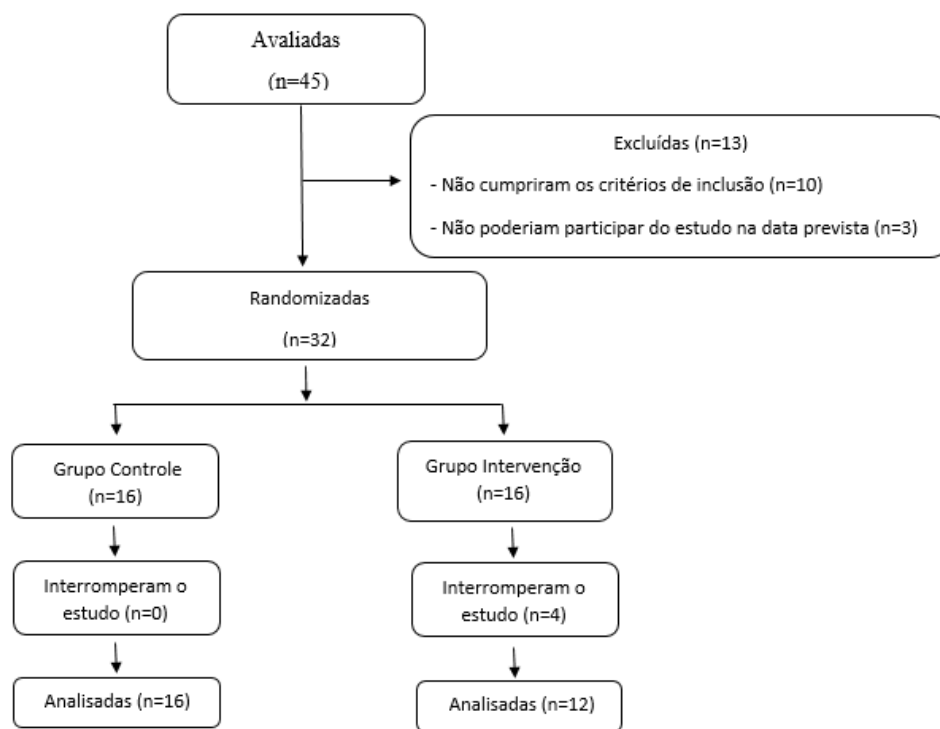 Avaliadas
(n=45)
Excluídas (n=13)
- Não cumpriram os critérios de inclusão (n=10)
- Não poderiam participar do estudo na data prevista (n=3)
Randomizadas
(n=32)
Grupo Controle
(n=16)
Grupo Intervenção
(n=16)
Interromperam o
estudo (n=0)
Interromperam o
estudo (n=4)
Analisadas (n=16)
Analisadas (n=12)